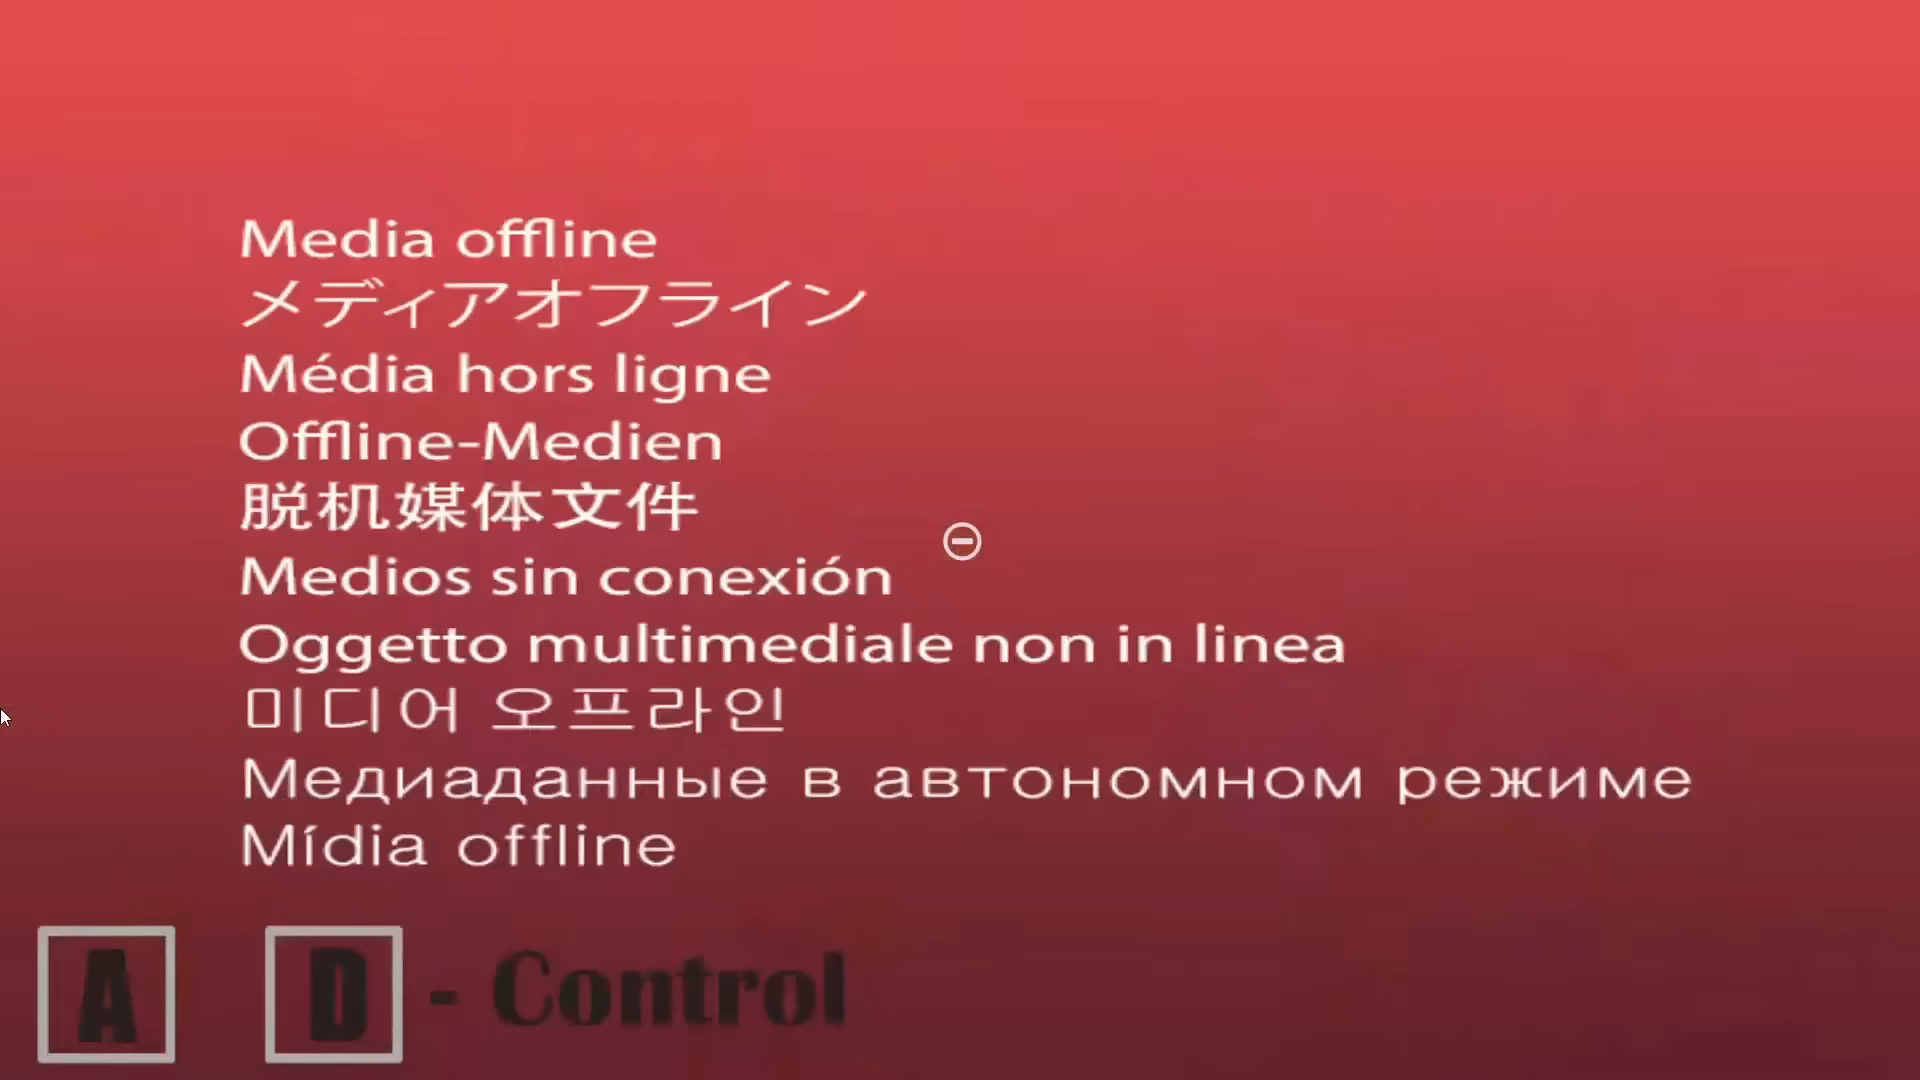 Media offline
メディアオフライン
Média hors ligne
Offline-Medien
脱机媒体文件
Medios sin conexión
Oggetto multimediale non in linea
미디어 오프라인
Медиаданные в автономном режиме
Mídia offline
A D - Control